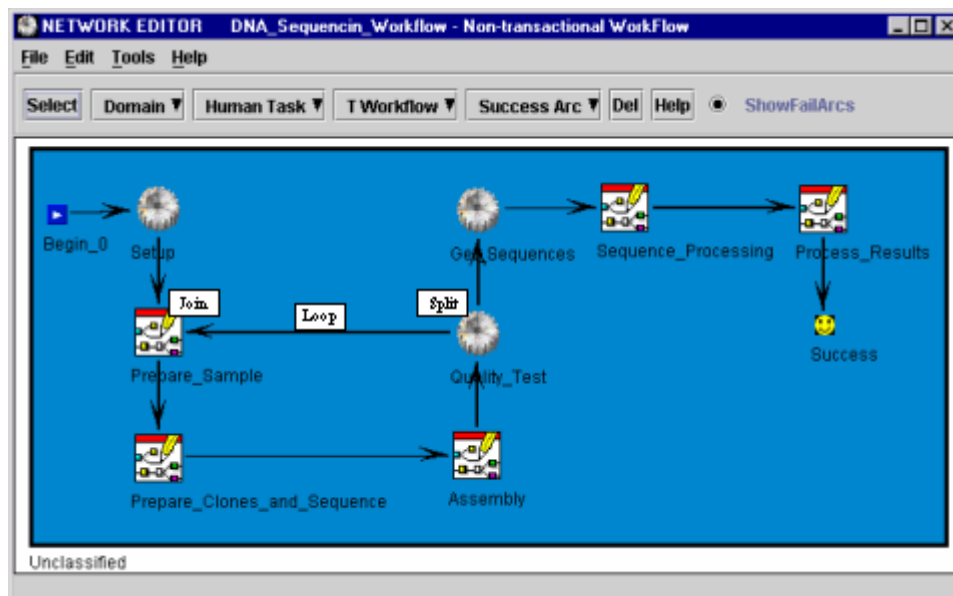 NETWORK EDITOR DNA_Sequencin_Workflow - Non-transactional WorkFlow
File Edit Tools Help
Select Domain Human Task T Workflow Success Arc Del Help ShowFailArcs
Begin_0
Setup
Get_Sequences
Sequence_Processing
Process_Results
Join
Loop
Split
Prepare_Sample
Quality_Test
Success
Prepare_Clones_and_Sequence
Assembly
Unclassified